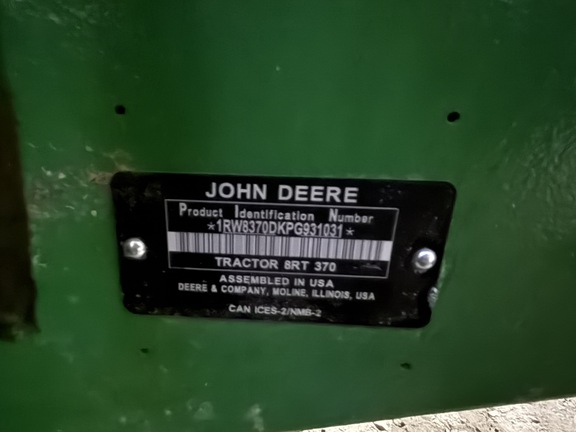 JOHN DEERE
Product Identification Number
*1RW8370DKPG931031*
TRACTOR 8RT 370
ASSEMBLED IN USA
DEERE & COMPANY, MOLINE, ILLINOIS, USA
CAN ICES-2/NMB-2